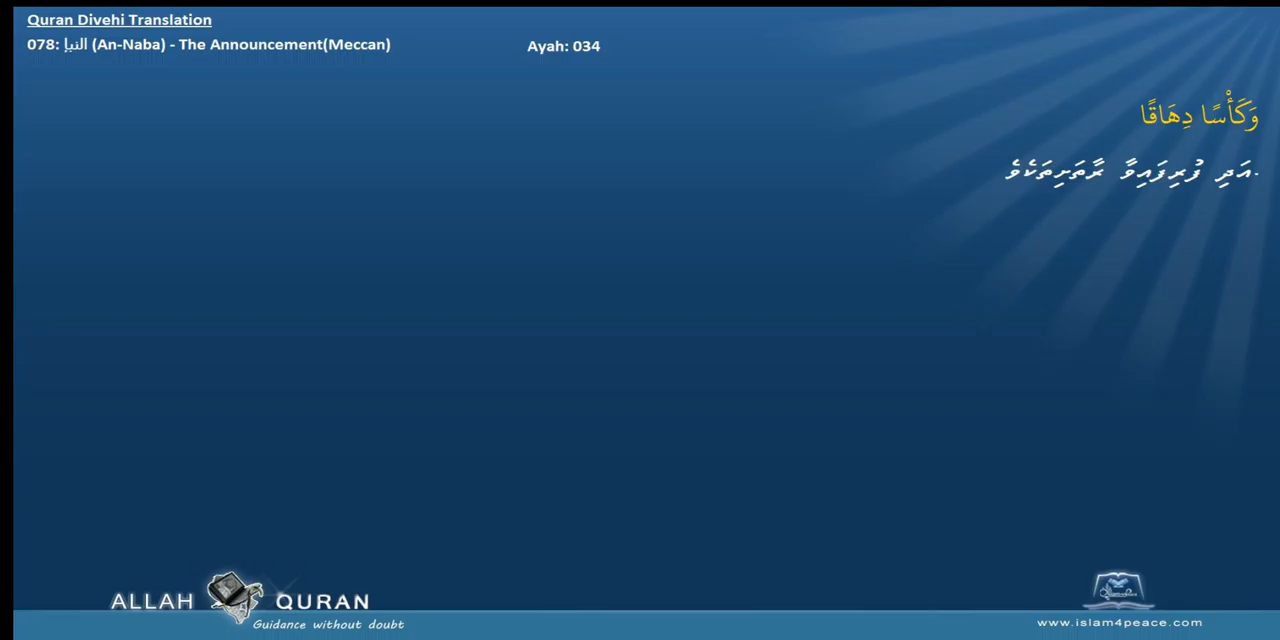 Quran Divehi Translation
078: النبإ (An-Naba) - The Announcement(Meccan)
Ayah: 034
وَكَأْسًا دِهَاقًا
.އަދި ފުރިފައިވާ ރާތަށިތަކެވެ
ALLAH QURAN
Guidance without doubt
www.islam4peace.com